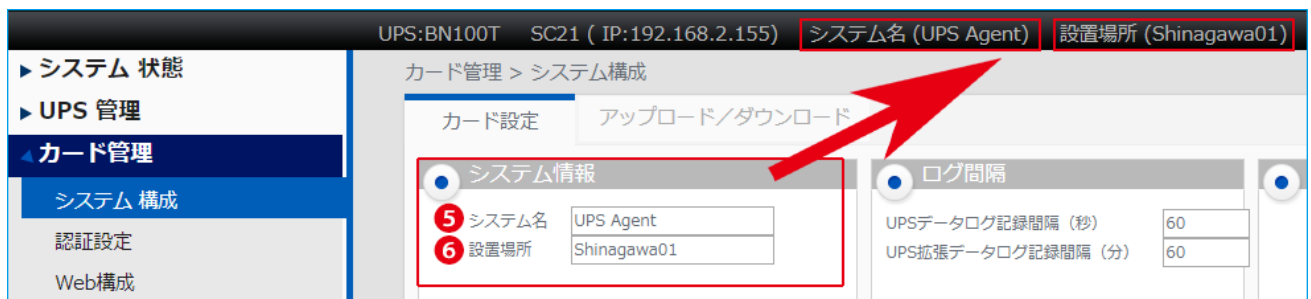 UPS:BN100T SC21 ( IP:192.168.2.155) システム名 (UPS Agent) 設置場所 (Shinagawa01)
システム 状態
UPS 管理
カード管理
システム 構成
認証設定
Web構成
カード管理 > システム構成
カード設定 アップロード／ダウンロード
システム情報
5 システム名 UPS Agent
6 設置場所 Shinagawa01
ログ間隔
UPSデータログ記録間隔（秒） 60
UPS拡張データログ記録間隔（分） 60